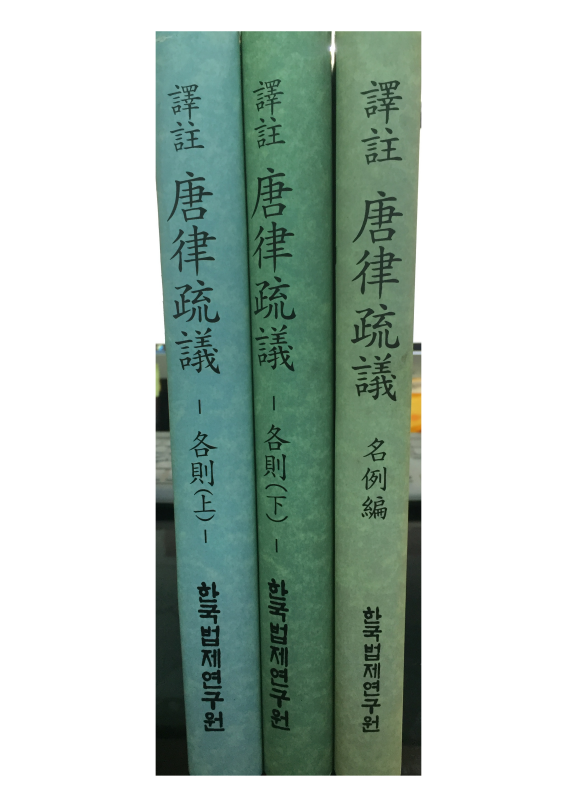 譯註 唐律疏議 - 各則(上) - 한국법제연구원
譯註 唐律疏議 - 各則(下) - 한국법제연구원
譯註 唐律疏議 名例編 한국법제연구원